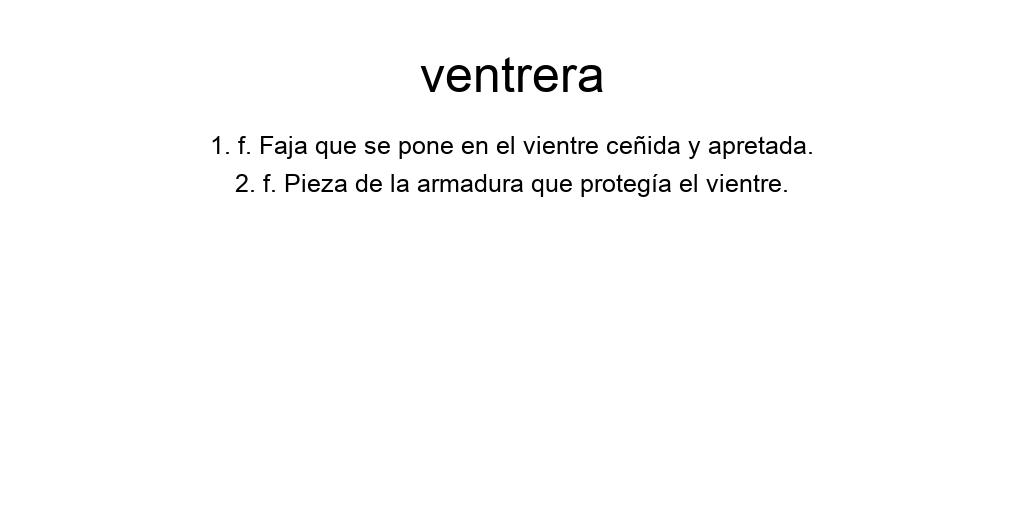 ventrera
1. f. Faja que se pone en el vientre ceñida y apretada.
2. f. Pieza de la armadura que protegía el vientre.